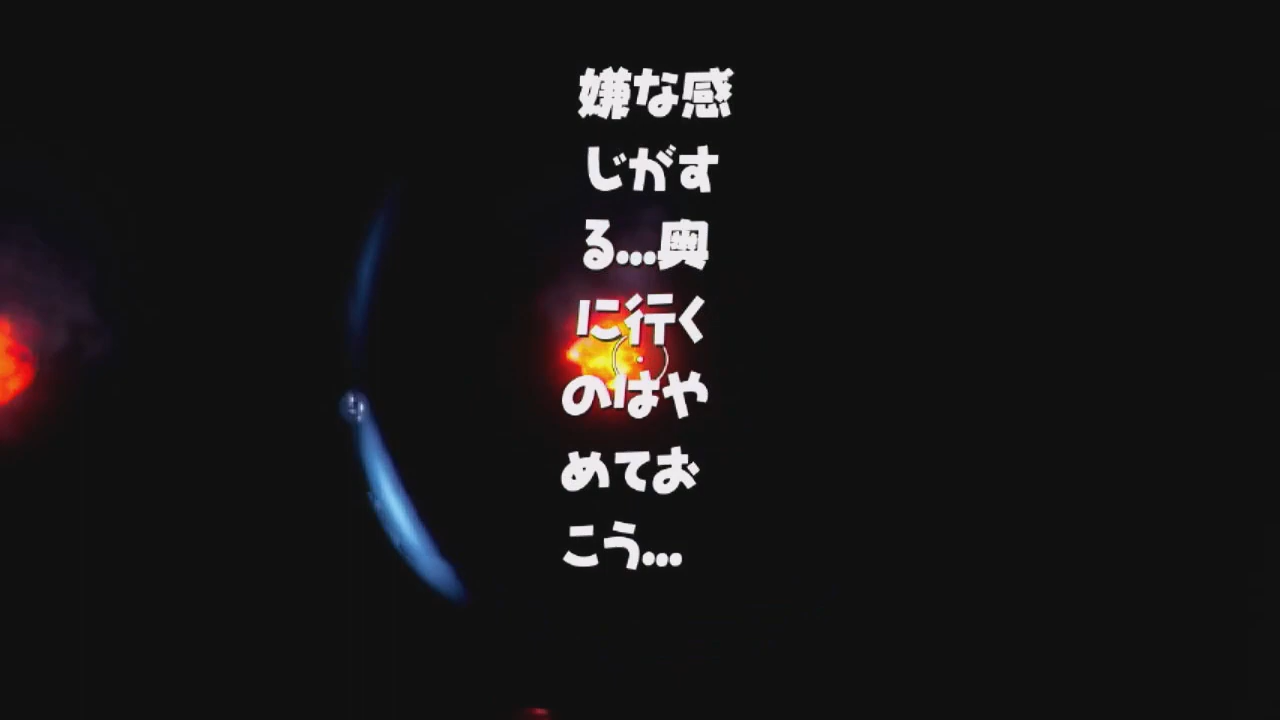 嫌な感
じがす
る...奥
に行く
のはや
めてお
こう...